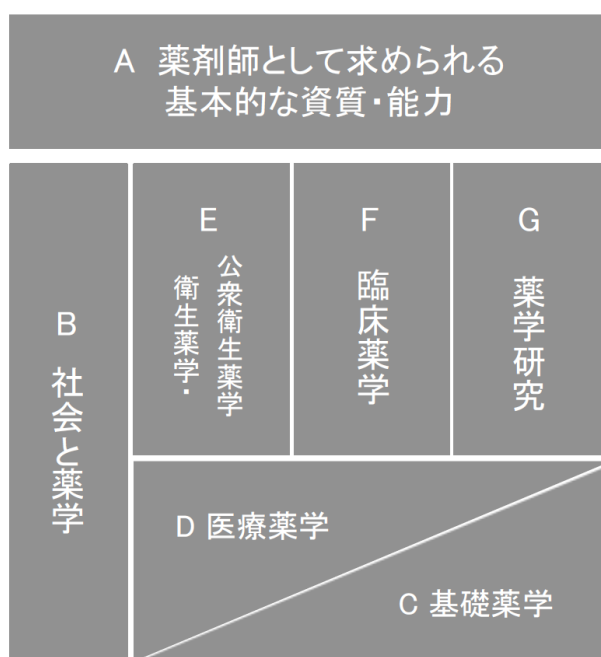 A 薬剤師として求められる
基本的な資質・能力
B 社会と薬学
E
衛生薬学・
公衆衛生薬学
F
臨床薬学
G
薬学研究
D 医療薬学
C 基礎薬学